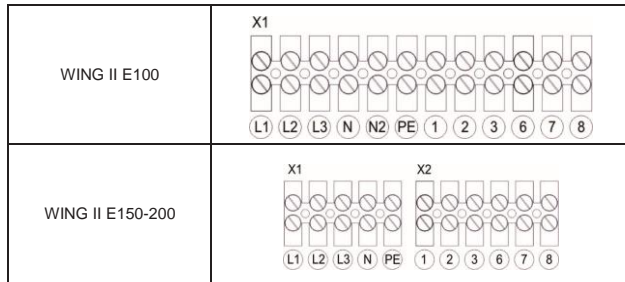 X1
WING II E100
L1 L2 L3 N N2 PE 1 2 3 6 7 8
X1 X2
WING II E150-200
L1 L2 L3 N PE 1 2 3 6 7 8